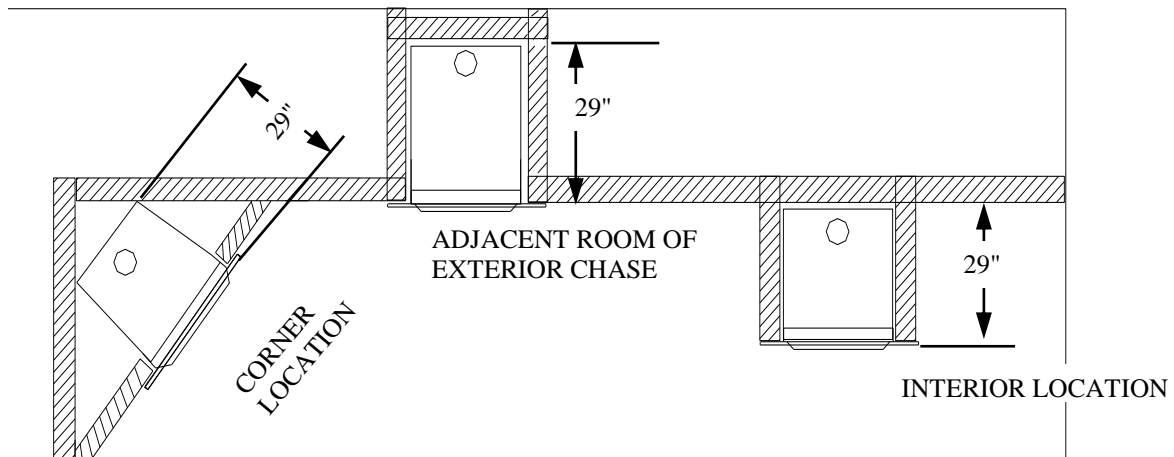 29"
29"
ADJACENT ROOM OF
EXTERIOR CHASE
29"
CORNER
LOCATION
INTERIOR LOCATION